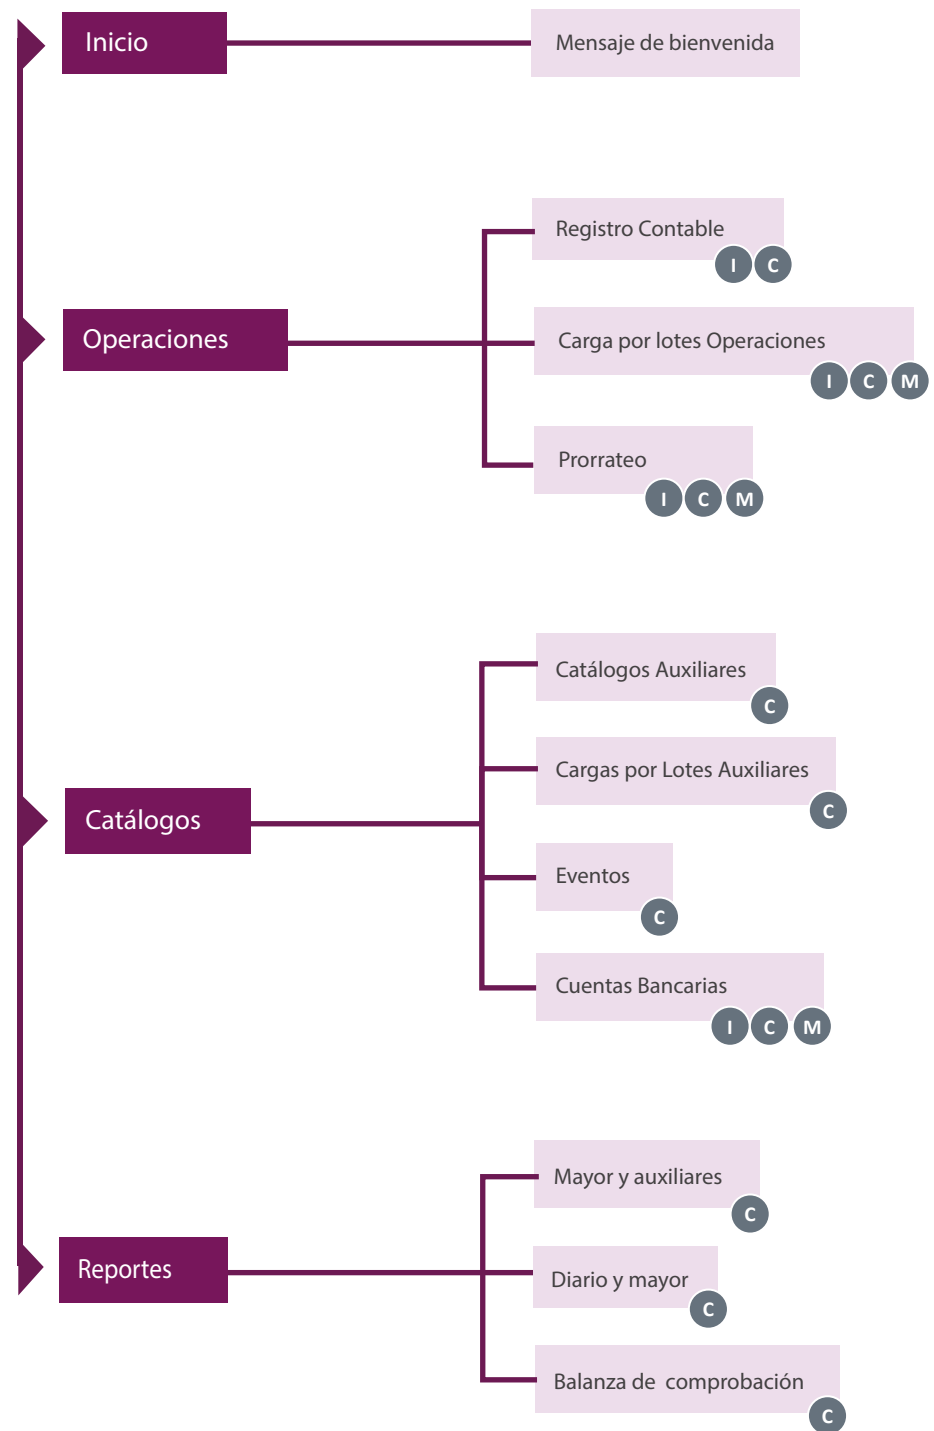 Inicio
Mensaje de bienvenida
Registro Contable
I C
Operaciones
Carga por lotes Operaciones
I C M
Prorrateo
I C M
Catálogos Auxiliares
C
Cargas por Lotes Auxiliares
C
Catálogos
Eventos
C
Cuentas Bancarias
I C M
Mayor y auxiliares
C
Reportes
Diario y mayor
C
Balanza de comprobación
C